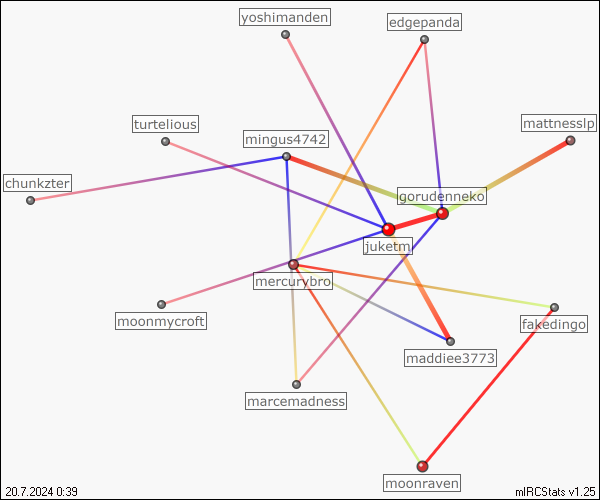 yoshimanden
edgepanda
mattnesslp
turtelious
mingus4742
chunkzter
gorudenneko
juketm
mercurybro
moonmycroft
fakedingo
maddiee3773
marcemadness
moonraven
20.7.2024 0:39
mIRCStats v1.25